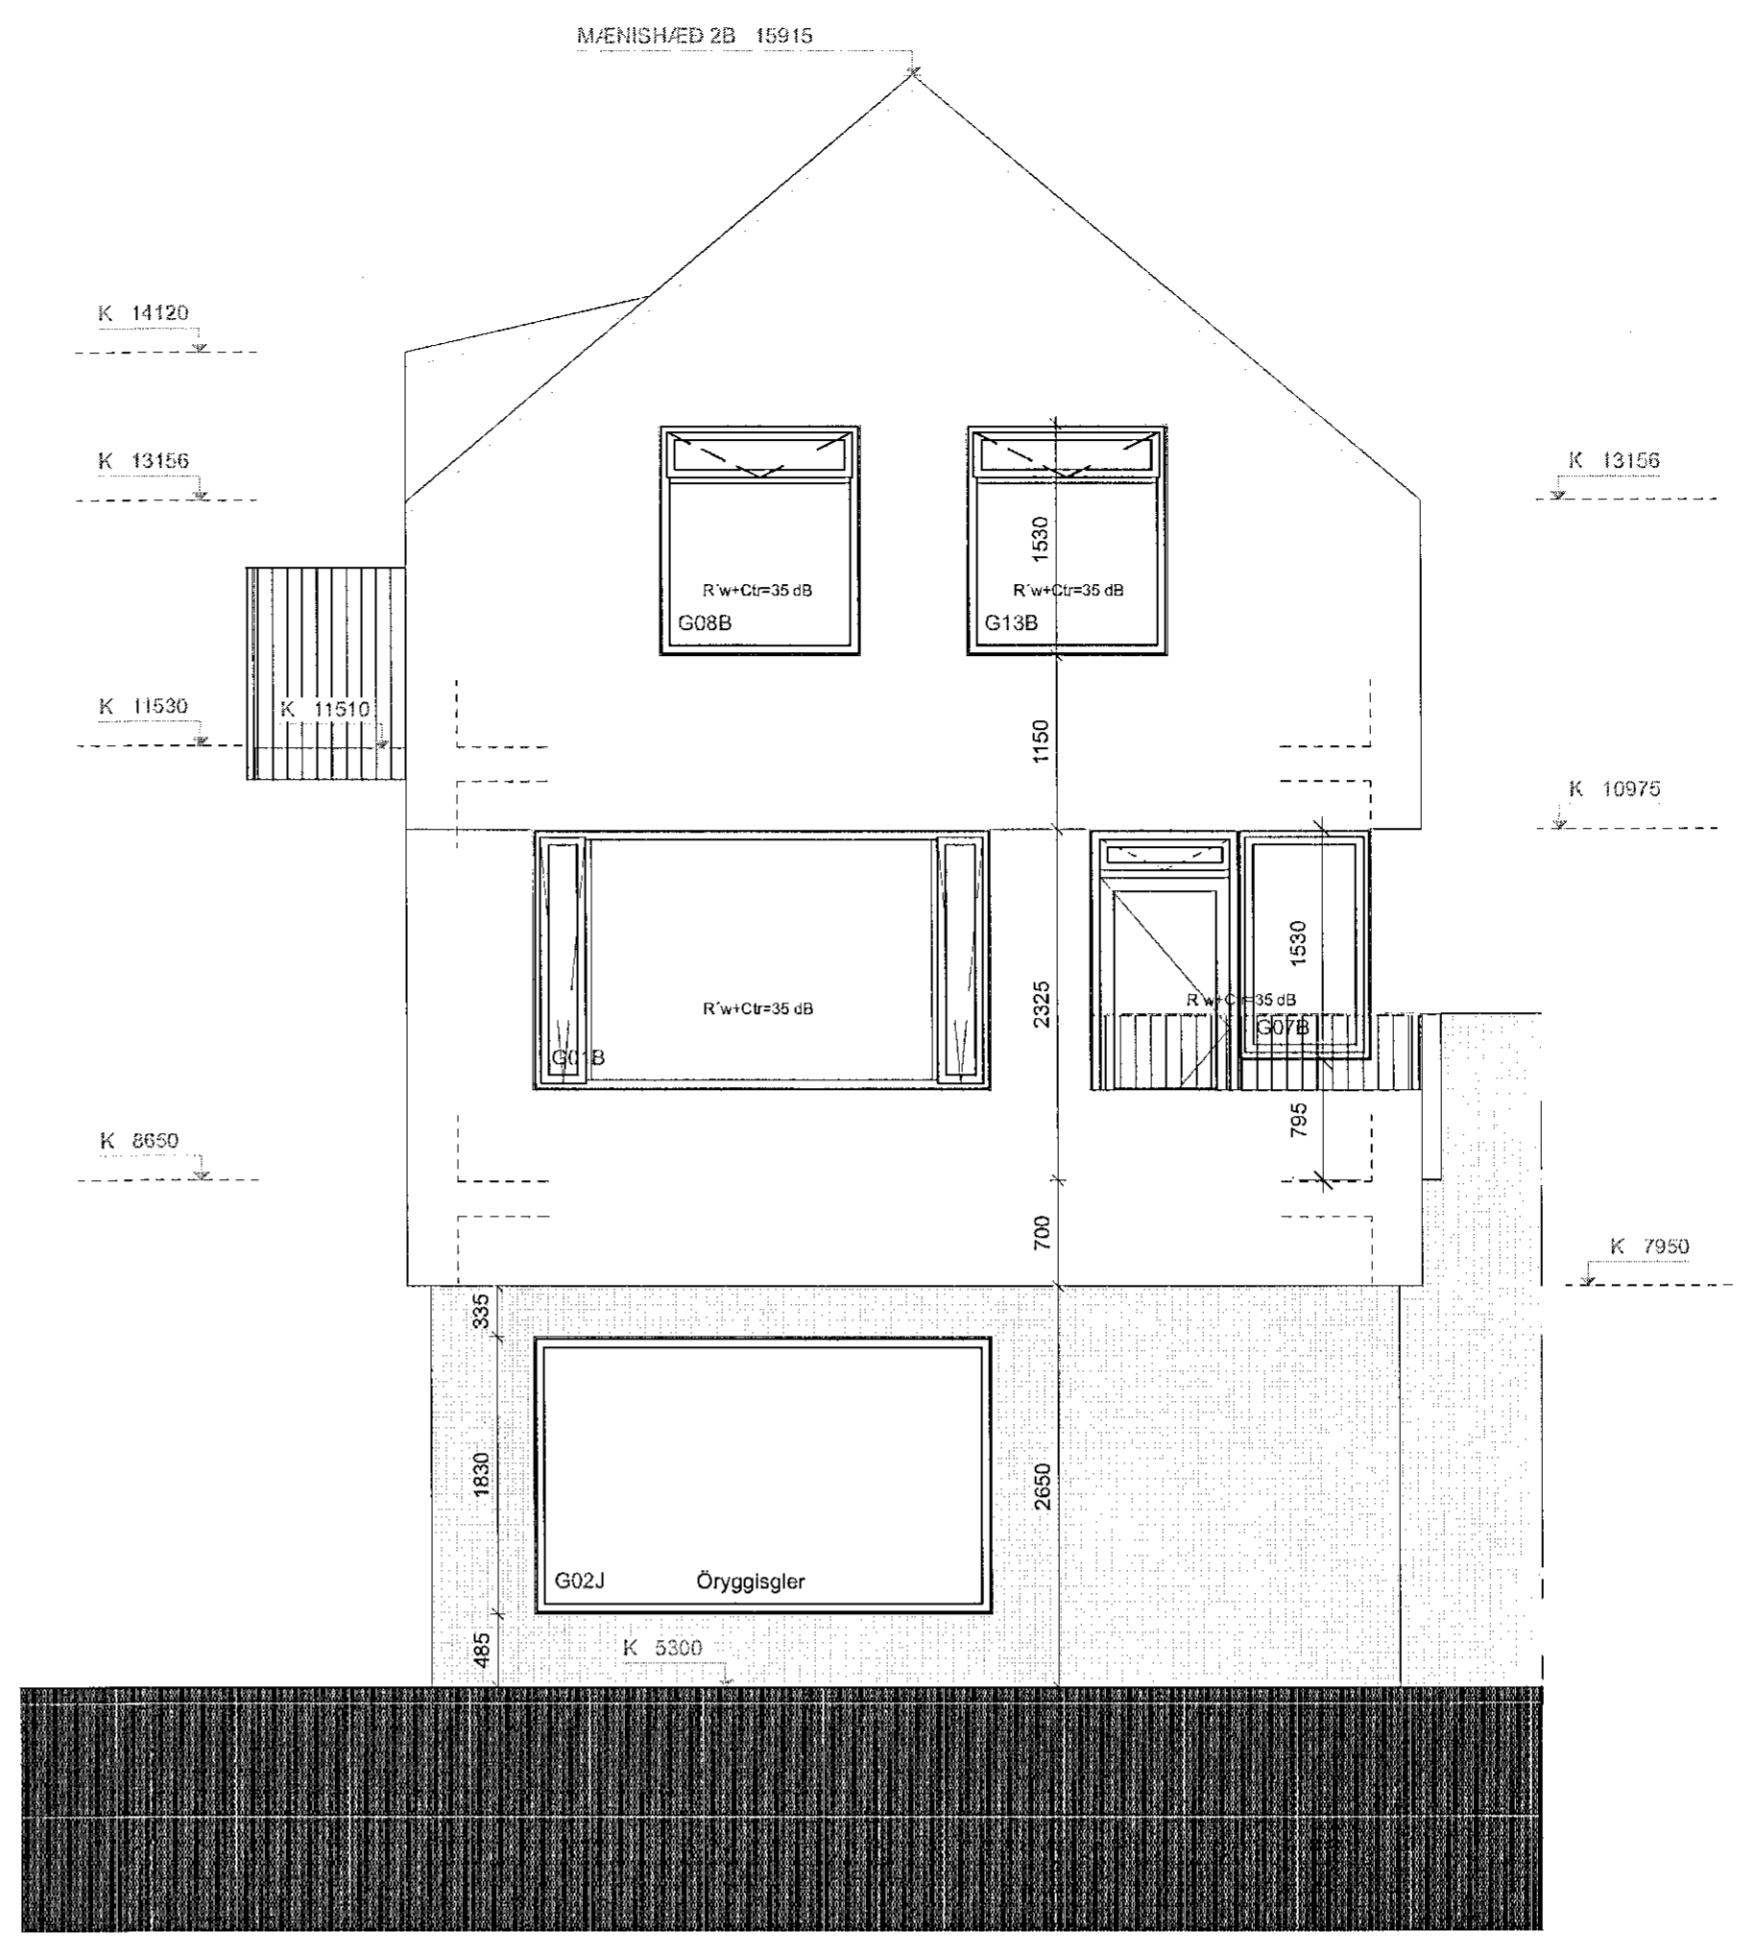 MÆNISHÆÐ 2B 15915
K 14120
K 13156
K 13156
1530
R´w+Ctr=35 dB
R´w+Ctr=35 dB
G08B
G13B
K 11530
K 11510
1150
K 10975
1530
2325
R´w+Ctr=35 dB
R´w+Ctr=35 dB
G07B
G01B
795
K 8650
700
K 7950
335
1830
2650
G02J
Öryggisgler
485
K 5300